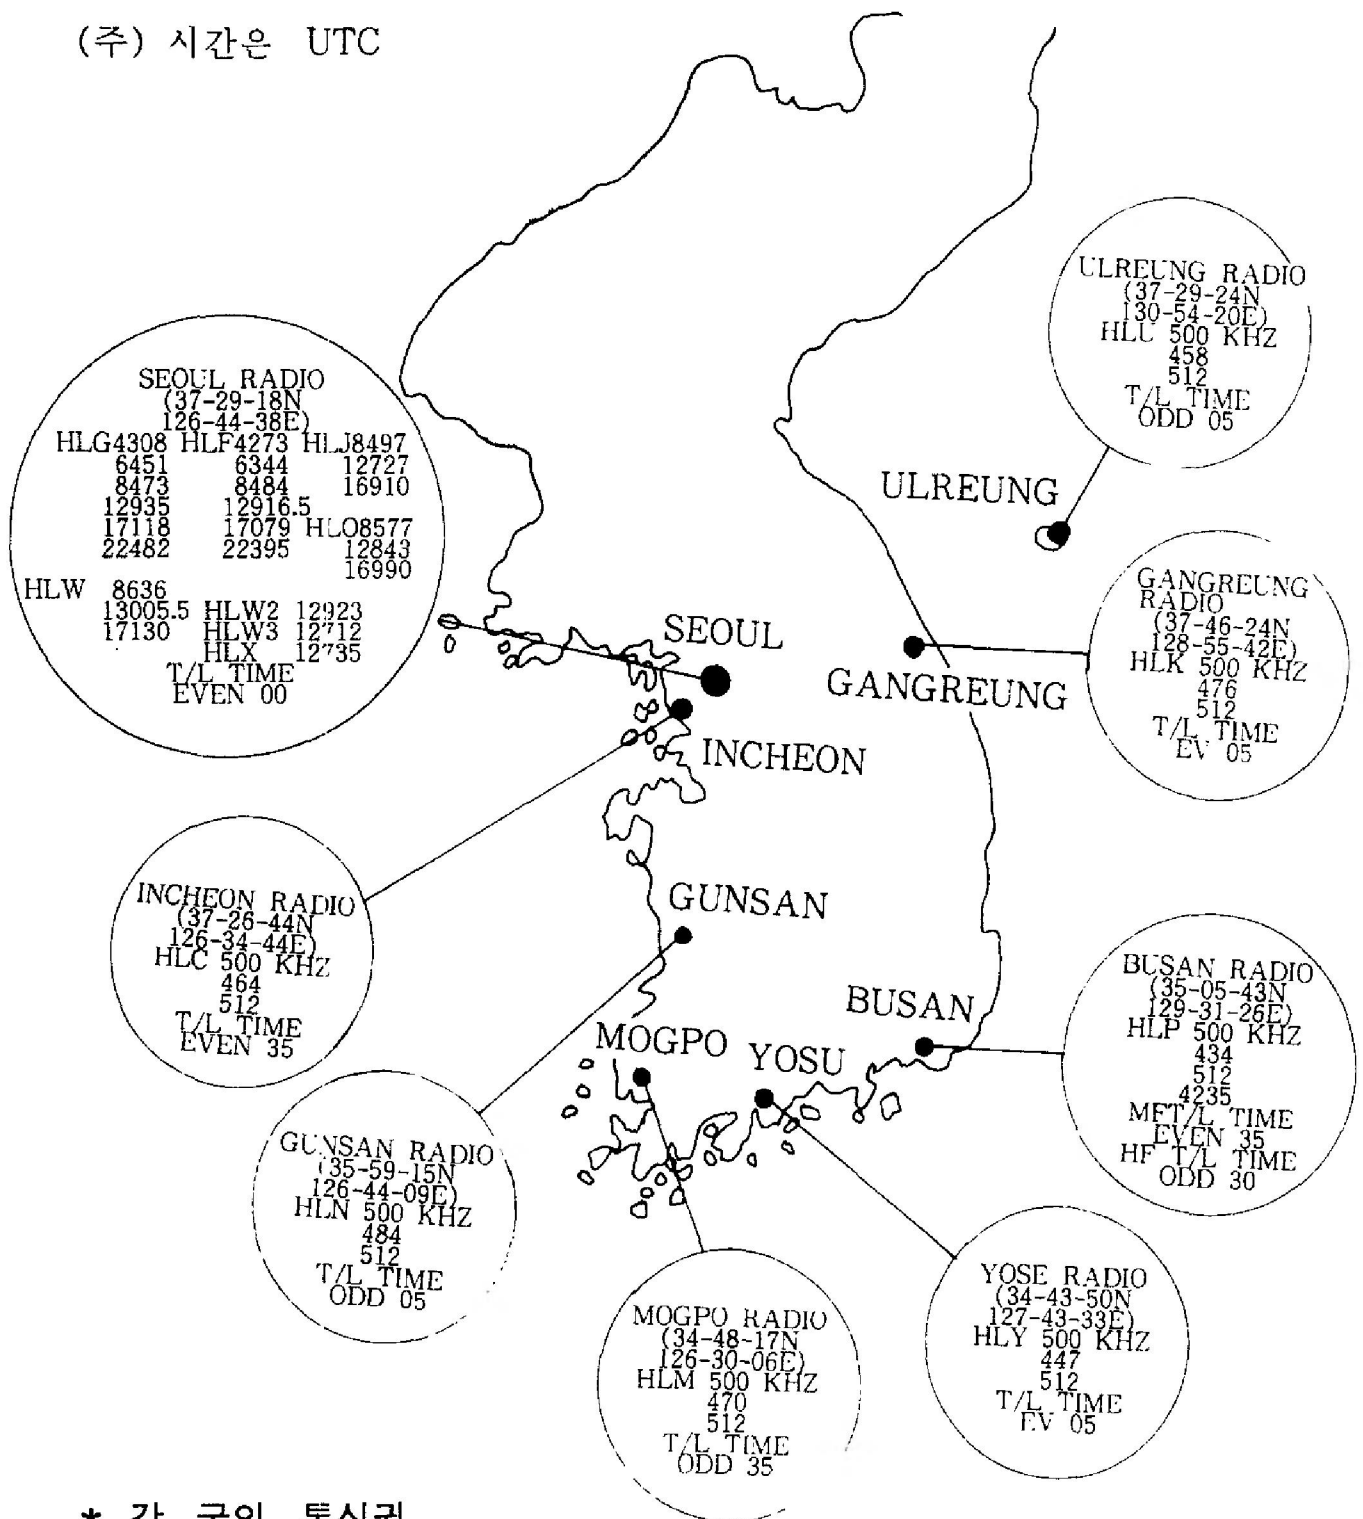 (주) 시간은 UTC
ULREUNG RADIO
(37-29-24N
130-54-20E)
HLU 500 KHZ
458
512
T/L TIME
ODD 05
SEOUL RADIO
(37-29-18N
126-44-38E)
HLG4308 HLF4273 HLJ8497
6451 6344 12727
8473 8484 16910
12935 12916.5
17118 17079 HLO8577
22482 22395 12843
16990
HLW 8636
13005.5 HLW2 12923
17130 HLW3 12712
HLX 12735
T/L TIME
EVEN 00
ULREUNG
GANGREUNG
RADIO
(37-46-24N
128-55-42E)
HLK 500 KHZ
476
512
T/L TIME
EV 05
SEOUL
GANGREUNG
INCHEON
INCHEON RADIO
(37-26-44N
126-34-44E)
HLC 500 KHZ
464
512
T/L TIME
EVEN 35
GUNSAN
BUSAN
BUSAN RADIO
(35-05-43N
129-31-26E)
HLP 500 KHZ
434
512
4235
MFT/L TIME
EVEN 35
HF T/L TIME
ODD 30
MOGPO
YOSU
GUNSAN RADIO
(35-59-15N
126-44-09E)
HLN 500 KHZ
484
512
T/L TIME
ODD 05
MOGPO RADIO
(34-48-17N
126-30-06E)
HLM 500 KHZ
470
512
T/L TIME
ODD 35
YOSE RADIO
(34-43-50N
127-43-33E)
HLY 500 KHZ
447
512
T/L TIME
EV 05